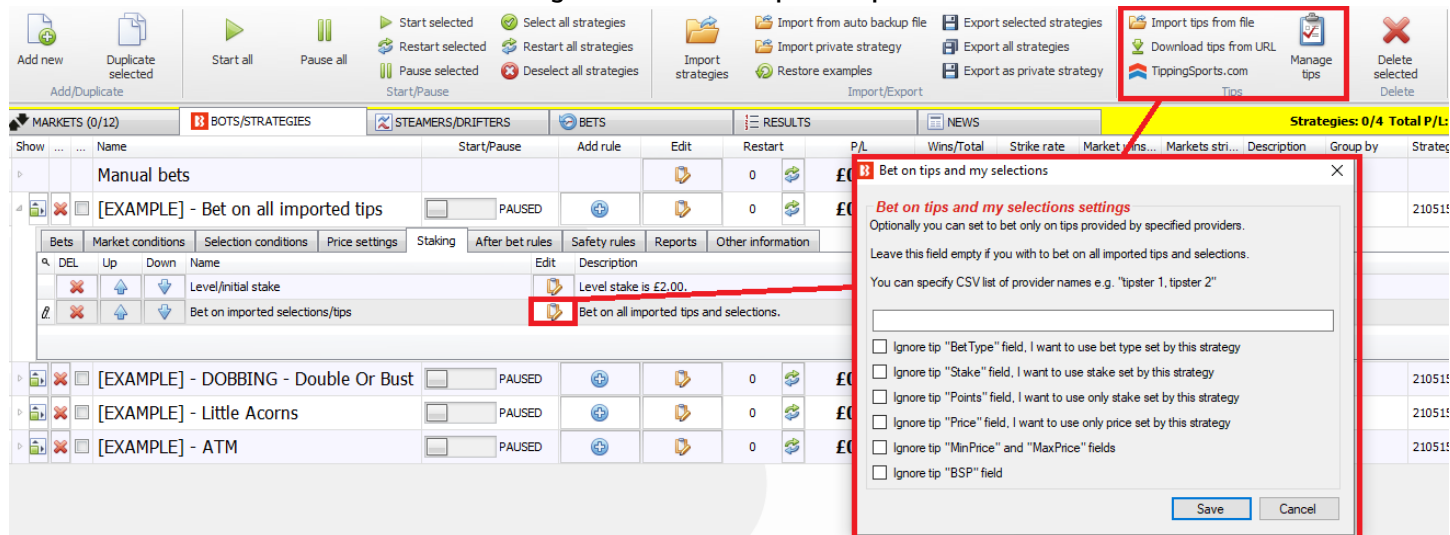 Start selected
Select all strategies
Import from auto backup file
Export selected strategies
Import tips from file
Restart selected
Restart all strategies
Import private strategy
Export all strategies
Download tips from URL
Add new
Duplicate selected
Start all
Pause all
Pause selected
Deselect all strategies
Import strategies
Restore examples
Export as private strategy
TippingSports.com
Manage tips
Delete selected
Add/Duplicate
Start/Pause
Import/Export
Tips
Delete
MARKETS (0/12)
BOTS/STRATEGIES
STEAMERS/DRIFTERS
BETS
RESULTS
NEWS
Strategies: 0/4 Total P/L:
Show ... ... Name Start/Pause Add rule Edit Restart P/L Wins/Total Strike rate Market wins... Markets stri... Description Group by Strateg
Manual bets 0 £0
[EXAMPLE] - Bet on all imported tips PAUSED 0 £0 210515
Bets Market conditions Selection conditions Price settings Staking After bet rules Safety rules Reports Other information
DEL Up Down Name Edit Description
Level/initial stake Level stake is £2.00.
Bet on imported selections/tips Bet on all imported tips and selections.
[EXAMPLE] - DOBBING - Double Or Bust PAUSED 0 £0 210515
[EXAMPLE] - Little Acorns PAUSED 0 £0 210515
[EXAMPLE] - ATM PAUSED 0 £0 210515
Bet on tips and my selections
Bet on tips and my selections settings
Optionally you can set to bet only on tips provided by specified providers.
Leave this field empty if you with to bet on all imported tips and selections.
You can specify CSV list of provider names e.g. "tipster 1, tipster 2"
Ignore tip "BetType" field, I want to use bet type set by this strategy
Ignore tip "Stake" field, I want to use stake set by this strategy
Ignore tip "Points" field, I want to use only stake set by this strategy
Ignore tip "Price" field, I want to use only price set by this strategy
Ignore tip "MinPrice" and "MaxPrice" fields
Ignore tip "BSP" field
Save
Cancel